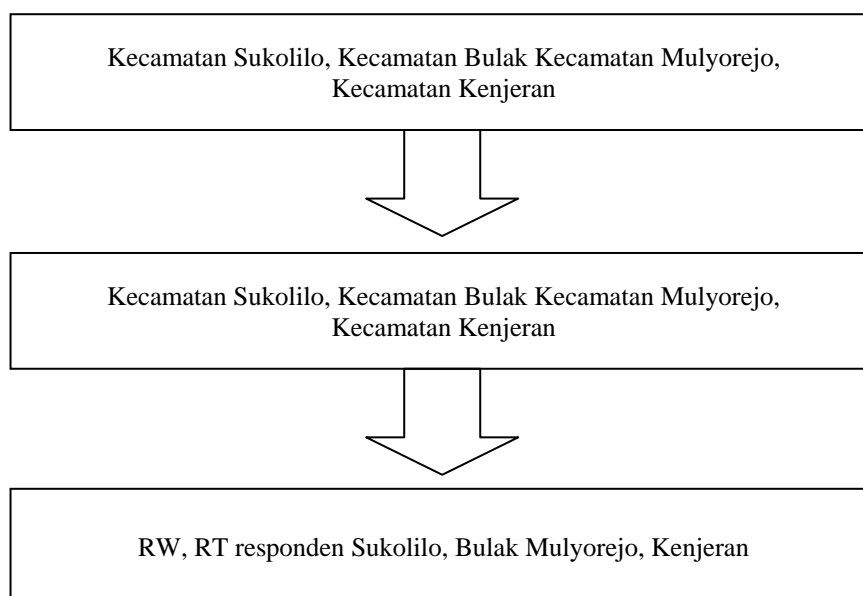 Kecamatan Sukolilo, Kecamatan Bulak Kecamatan Mulyorejo,
Kecamatan Kenjeran
Kecamatan Sukolilo, Kecamatan Bulak Kecamatan Mulyorejo,
Kecamatan Kenjeran
RW, RT responden Sukolilo, Bulak Mulyorejo, Kenjeran